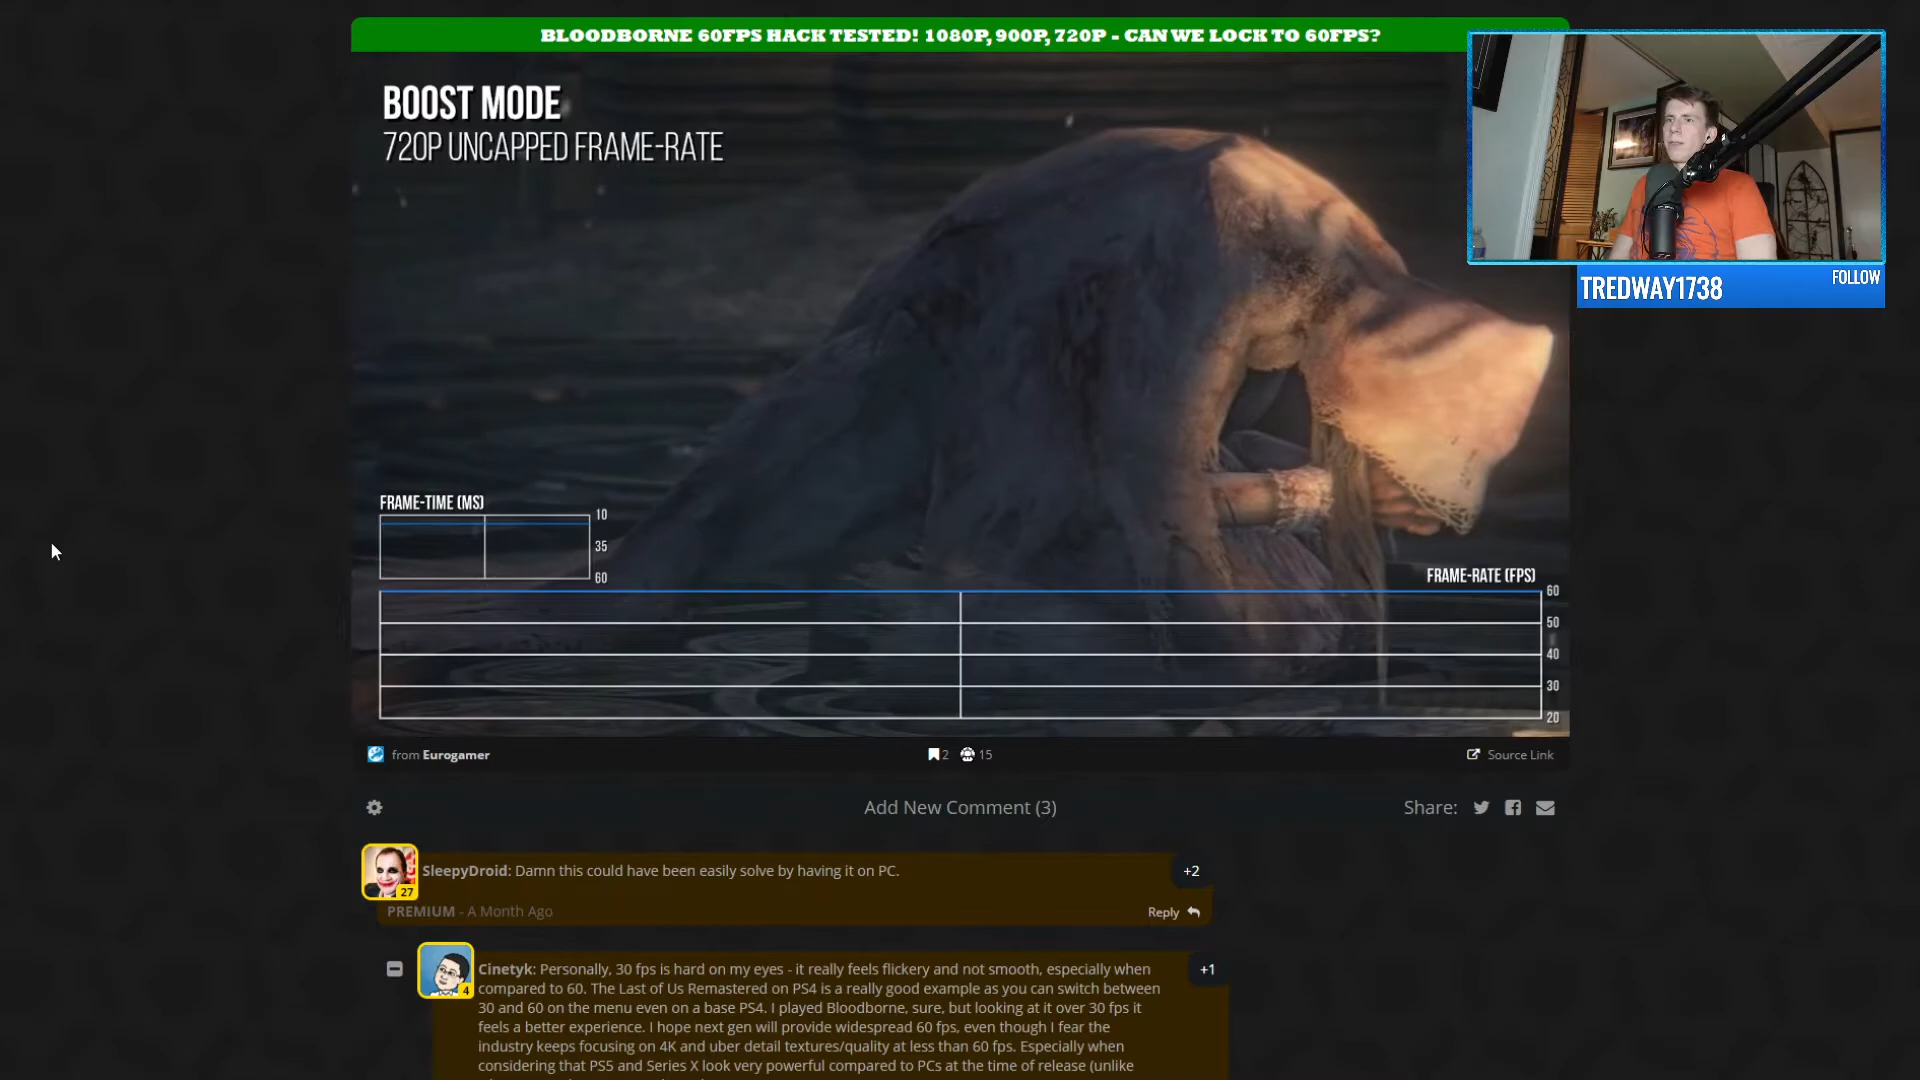 BLOODBORNE 60FPS HACK TESTED! 1080P, 900P, 720P - CAN WE LOCK TO 60FPS?
BOOST MODE
720P UNCAPPED FRAME-RATE
TREDWAY1738
FOLLOW
FRAME-TIME (MS)
10
35
60
FRAME-RATE (FPS)
60
50
40
30
20
from Eurogamer
2
15
Source Link
Add New Comment (3)
Share:
27
SleepyDroid: Damn this could have been easily solve by having it on PC.
+2
PREMIUM - A Month Ago
Reply
4
Cinetyk: Personally, 30 fps is hard on my eyes - it really feels flickery and not smooth, especially when
+1
compared to 60. The Last of Us Remastered on PS4 is a really good example as you can switch between
30 and 60 on the menu even on a base PS4. I played Bloodborne, sure, but looking at it over 30 fps it
feels a better experience. I hope next gen will provide widespread 60 fps, even though I fear the
industry keeps focusing on 4K and uber detail textures/quality at less than 60 fps. Especially when
considering that PS5 and Series X look very powerful compared to PCs at the time of release (unlike